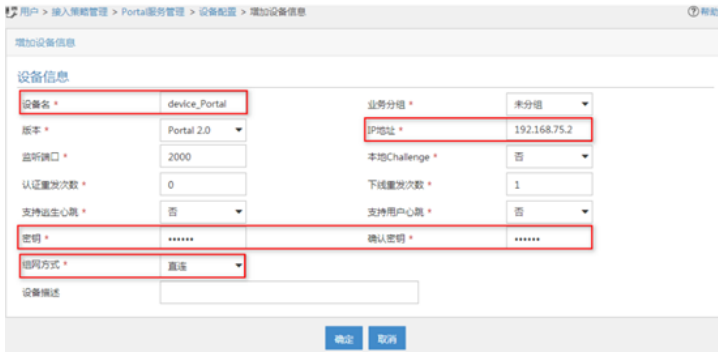 用户 > 接入策略管理 > Portal服务管理 > 设备配置 > 增加设备信息 帮助
增加设备信息
设备信息
设备名 * device_Portal 业务分组 * 未分组
版本 * Portal 2.0 IP地址 * 192.168.75.2
监听端口 * 2000 本地Challenge * 否
认证重发次数 * 0 下线重发次数 * 1
支持逃生心跳 * 否 支持用户心跳 * 否
密钥 * •••••• 确认密钥 * ••••••
组网方式 * 直连
设备描述
确定 取消